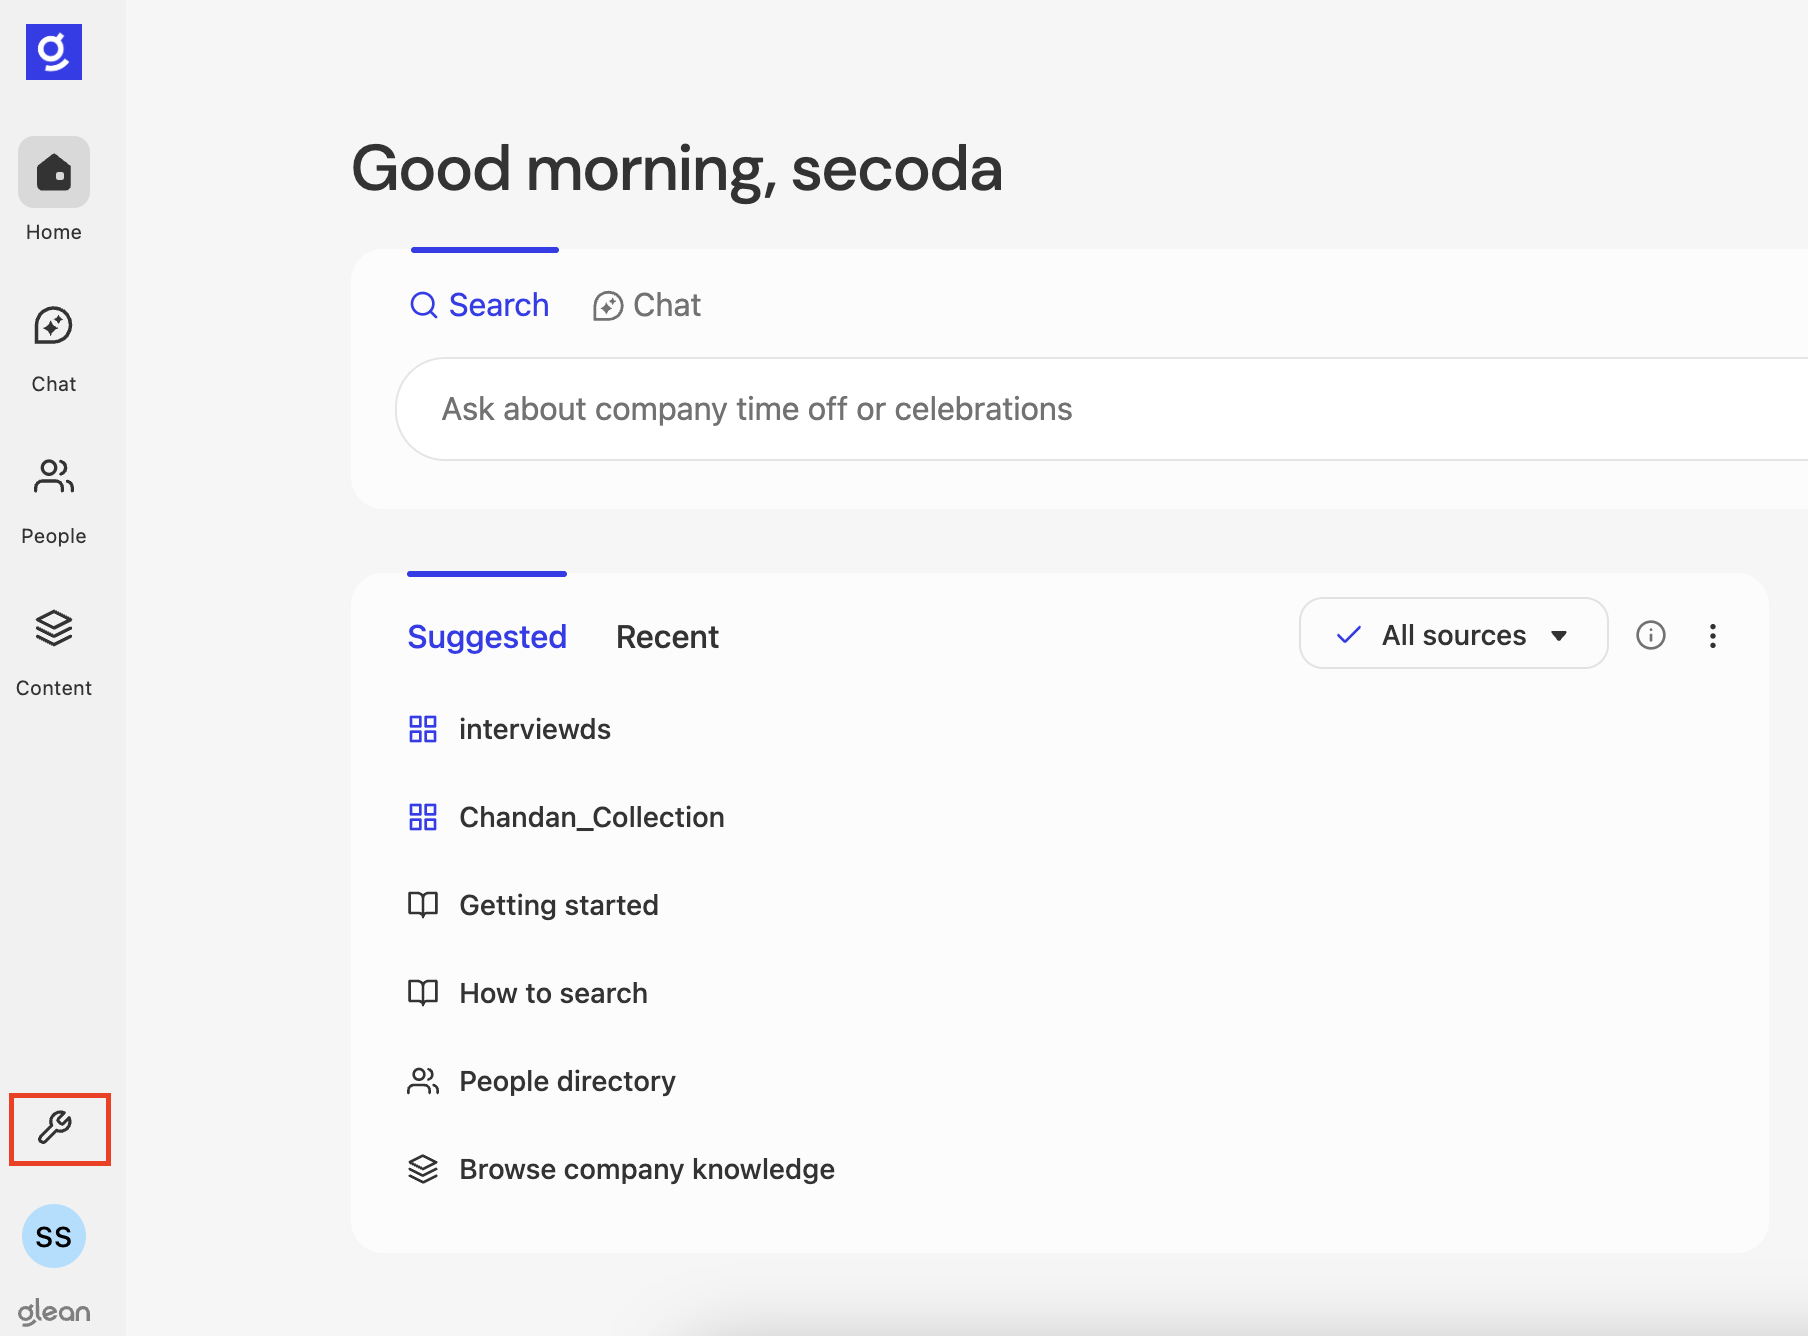 g
Home
Chat
People
Content
SS
glean
Good morning, secoda
Search
Chat
Ask about company time off or celebrations
Suggested
Recent
All sources
interviewds
Chandan_Collection
Getting started
How to search
People directory
Browse company knowledge